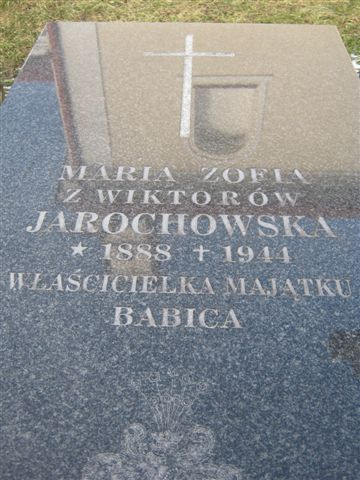 MARIA ZOFIA
Z WIKTORÓW
JAROCHOWSKA
★ 1888 ✝ 1944
WŁAŚCICIELKA MAJĄTKU
BABICA